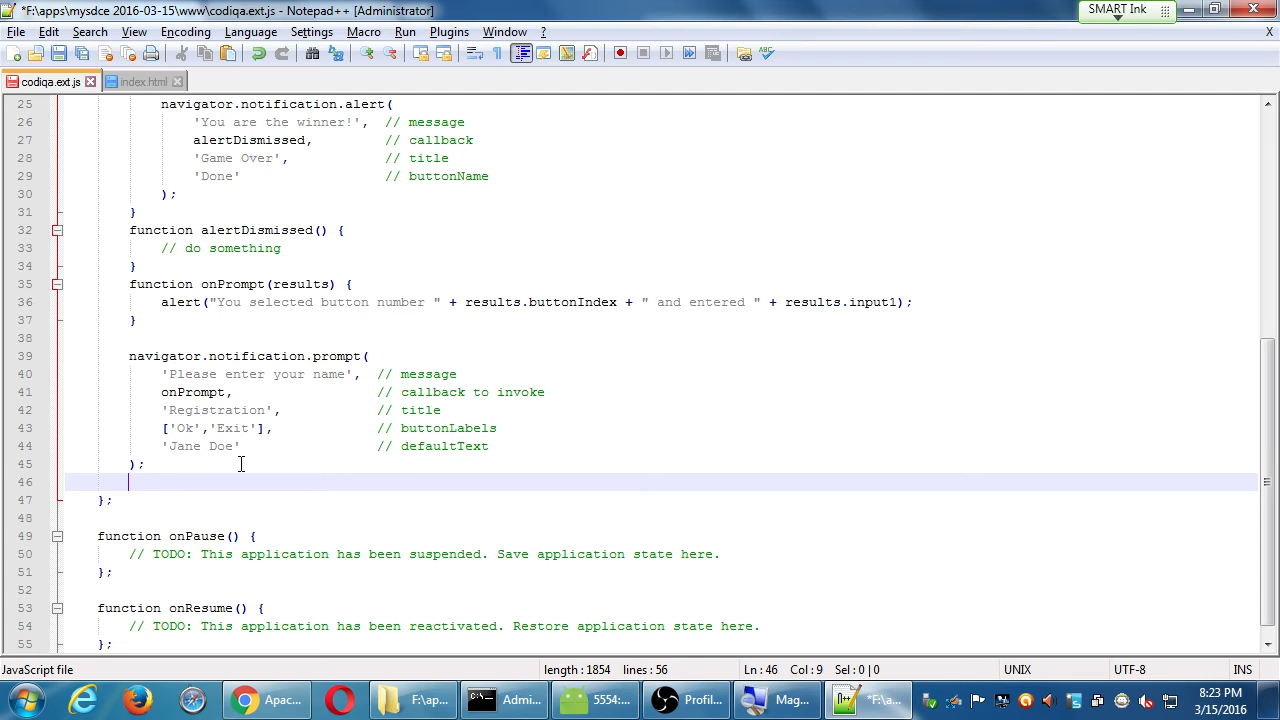 *F:\apps\mysdce 2016-03-15\www\codiqa.ext.js - Notepad++ [Administrator]
SMART Ink
File Edit Search View Encoding Language Settings Macro Run Plugins Window ? X
codiqa.ext.js index.html
25 navigator.notification.alert(
26 'You are the winner!', // message
27 alertDismissed, // callback
28 'Game Over', // title
29 'Done' // buttonName
30 );
31 }
32 function alertDismissed() {
33 // do something
34 }
35 function onPrompt(results) {
36 alert("You selected button number " + results.buttonIndex + " and entered " + results.input1);
37 }
38
39 navigator.notification.prompt(
40 'Please enter your name', // message
41 onPrompt, // callback to invoke
42 'Registration', // title
43 ['Ok','Exit'], // buttonLabels
44 'Jane Doe' // defaultText
45 );
46
47 };
48
49 function onPause() {
50 // TODO: This application has been suspended. Save application state here.
51 };
52
53 function onResume() {
54 // TODO: This application has been reactivated. Restore application state here.
55 };
JavaScript file length : 1854 lines : 56 Ln : 46 Col : 9 Sel : 0 | 0 UNIX UTF-8 INS
Apac... F:\ap... Admi... 5554:... Profil... Mag... *F:\a... 8:23 PM
3/15/2016